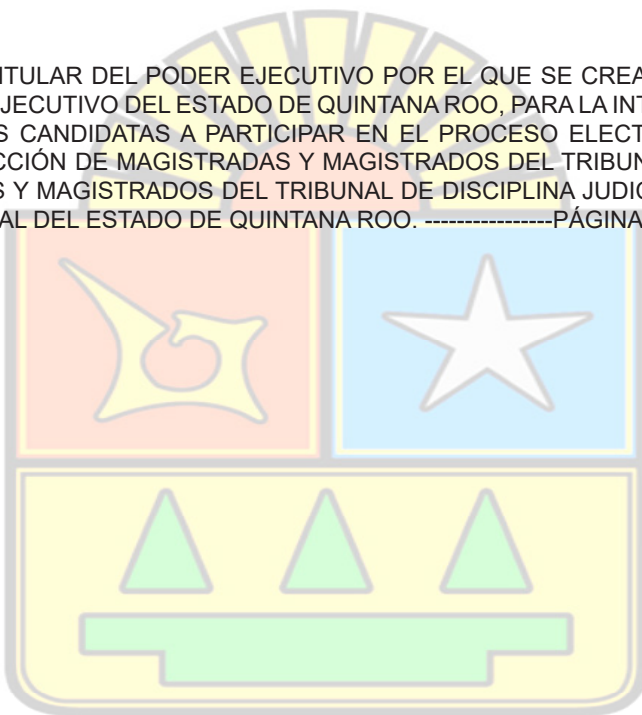 ITULAR DEL PODER EJECUTIVO POR EL QUE SE CREA
JECUTIVO DEL ESTADO DE QUINTANA ROO, PARA LA INT
S CANDIDATAS A PARTICIPAR EN EL PROCESO ELECT
CCIÓN DE MAGISTRADAS Y MAGISTRADOS DEL TRIBUN
S Y MAGISTRADOS DEL TRIBUNAL DE DISCIPLINA JUDIC
AL DEL ESTADO DE QUINTANA ROO. ----------------PÁGINA